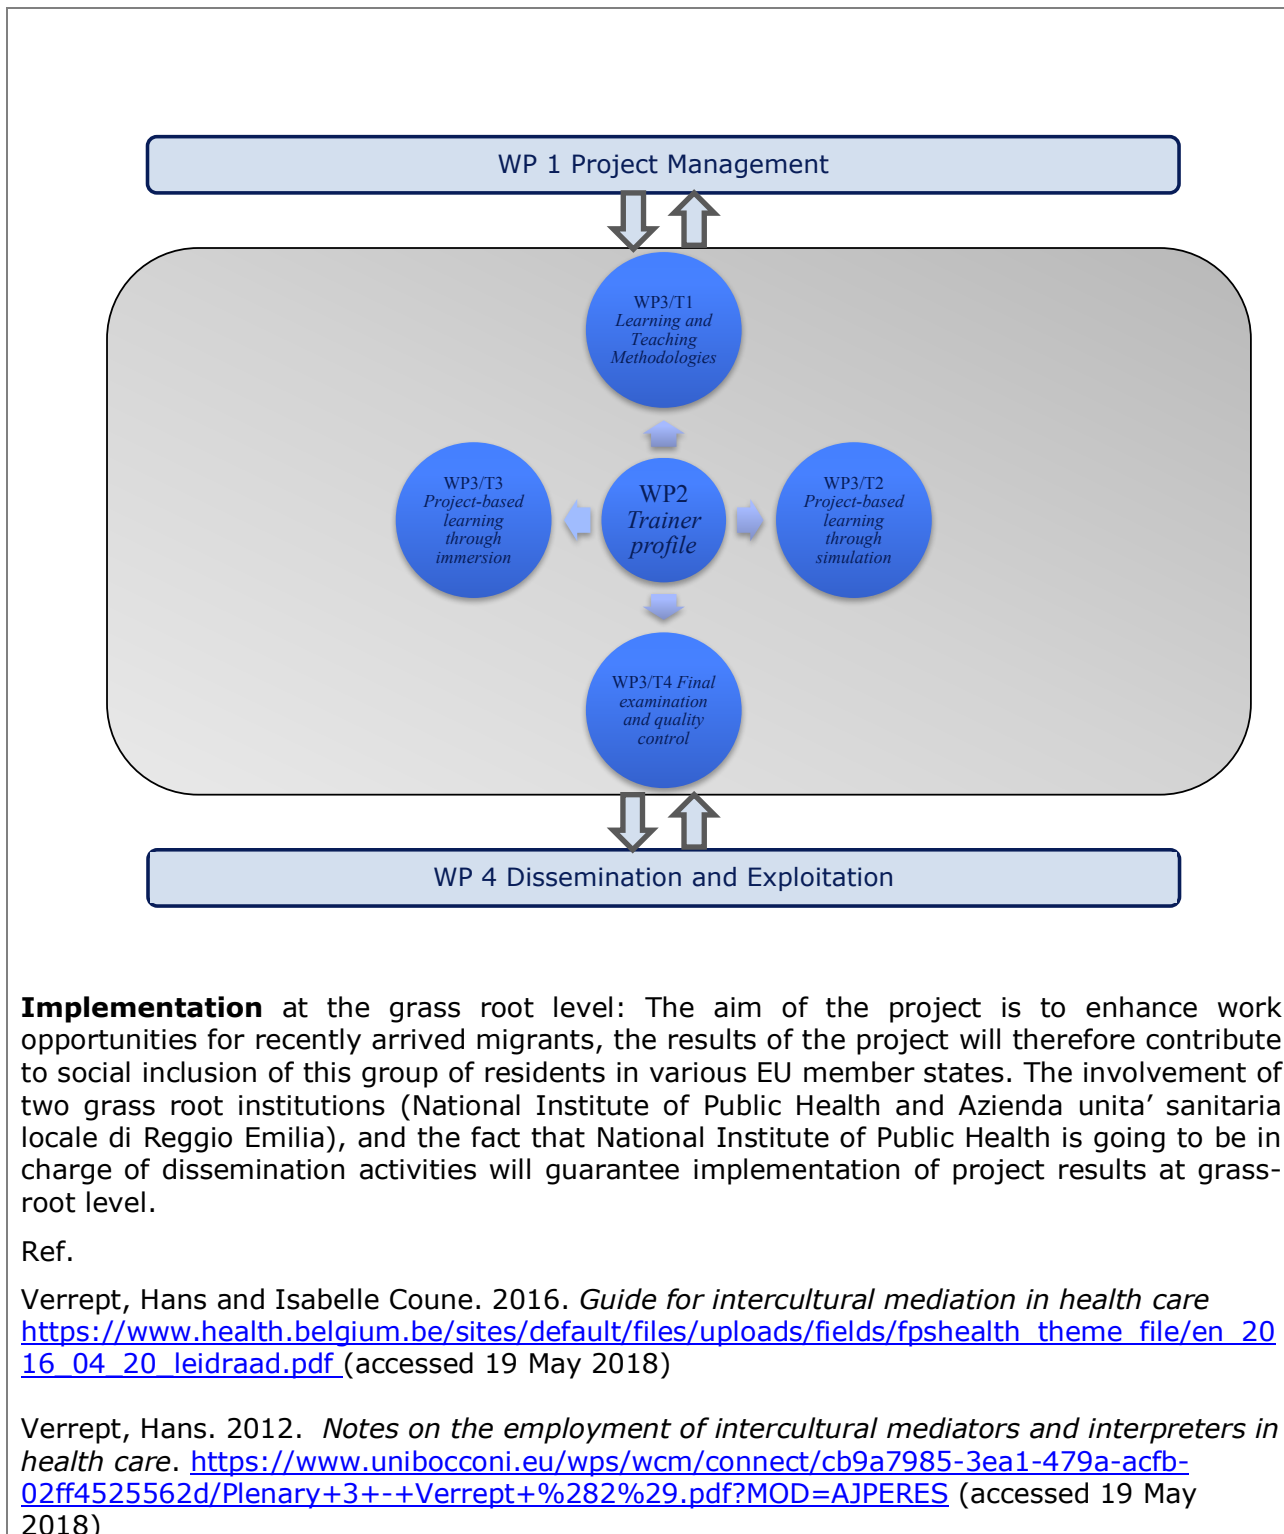 WP 1 Project Management
WP3/T1
Learning and
Teaching
Methodologies
WP3/T3
Project-based
learning
through
immersion
WP2
Trainer
profile
WP3/T2
Project-based
learning
through
simulation
WP3/T4 Final
examination
and quality
control
WP 4 Dissemination and Exploitation
Implementation at the grass root level: The aim of the project is to enhance work
opportunities for recently arrived migrants, the results of the project will therefore contribute
to social inclusion of this group of residents in various EU member states. The involvement of
two grass root institutions (National Institute of Public Health and Azienda unita’ sanitaria
locale di Reggio Emilia), and the fact that National Institute of Public Health is going to be in
charge of dissemination activities will guarantee implementation of project results at grass-
root level.
Ref.
Verrept, Hans and Isabelle Coune. 2016. Guide for intercultural mediation in health care
https://www.health.belgium.be/sites/default/files/uploads/fields/fpshealth_theme_file/en_20
16_04_20_leidraad.pdf (accessed 19 May 2018)
Verrept, Hans. 2012. Notes on the employment of intercultural mediators and interpreters in
health care. https://www.unibocconi.eu/wps/wcm/connect/cb9a7985-3ea1-479a-acfb-
02ff4525562d/Plenary+3+-+Verrept+%282%29.pdf?MOD=AJPERES (accessed 19 May
2018)